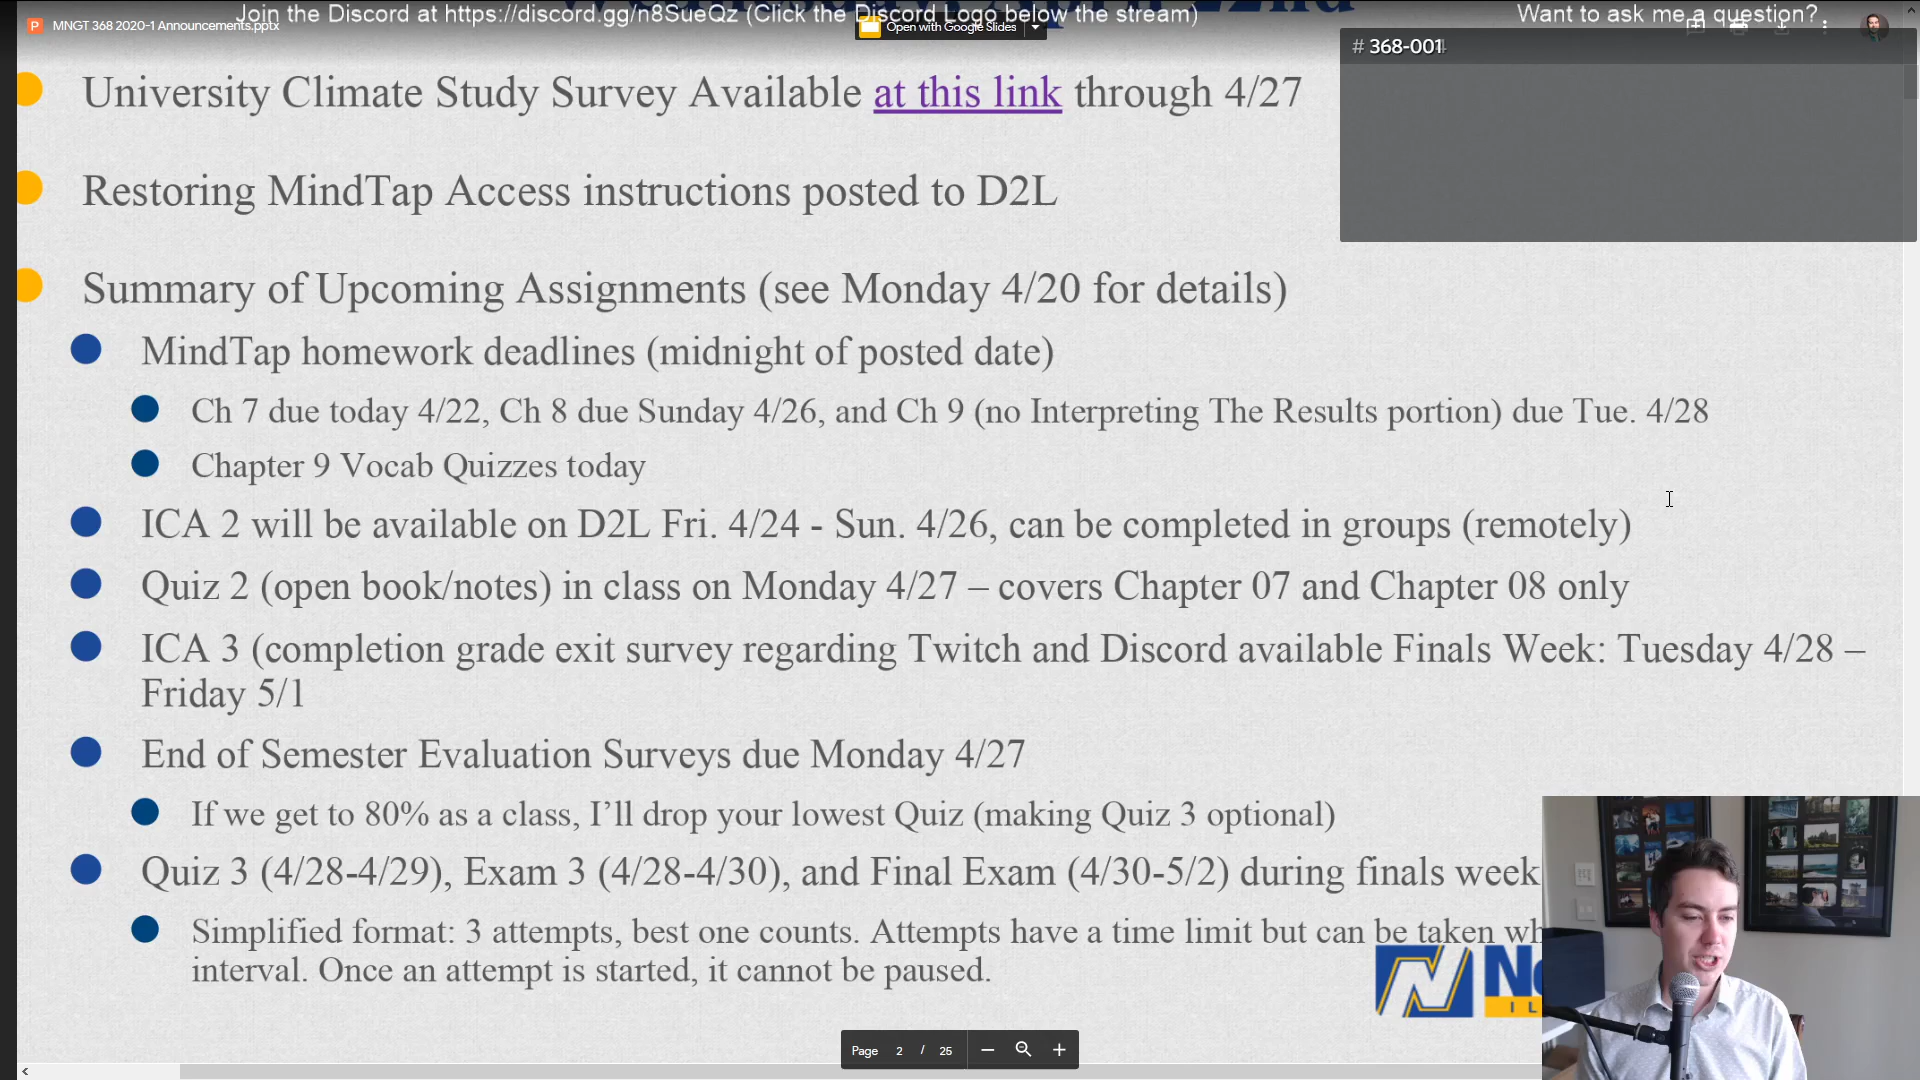 Join the Discord at https://discord.gg/n8SueQz (Click the Discord Logo below the stream)
Want to ask me a question?
P MNGT 368 2020-1 Announcements.pptx
Open with Google Slides
# 368-001
University Climate Study Survey Available at this link through 4/27
Restoring MindTap Access instructions posted to D2L
Summary of Upcoming Assignments (see Monday 4/20 for details)
MindTap homework deadlines (midnight of posted date)
Ch 7 due today 4/22, Ch 8 due Sunday 4/26, and Ch 9 (no Interpreting The Results portion) due Tue. 4/28
Chapter 9 Vocab Quizzes today
ICA 2 will be available on D2L Fri. 4/24 - Sun. 4/26, can be completed in groups (remotely)
Quiz 2 (open book/notes) in class on Monday 4/27 – covers Chapter 07 and Chapter 08 only
ICA 3 (completion grade exit survey regarding Twitch and Discord available Finals Week: Tuesday 4/28 –
Friday 5/1
End of Semester Evaluation Surveys due Monday 4/27
If we get to 80% as a class, I’ll drop your lowest Quiz (making Quiz 3 optional)
Quiz 3 (4/28-4/29), Exam 3 (4/28-4/30), and Final Exam (4/30-5/2) during finals week
Simplified format: 3 attempts, best one counts. Attempts have a time limit but can be taken wh
interval. Once an attempt is started, it cannot be paused.
Page 2 / 25